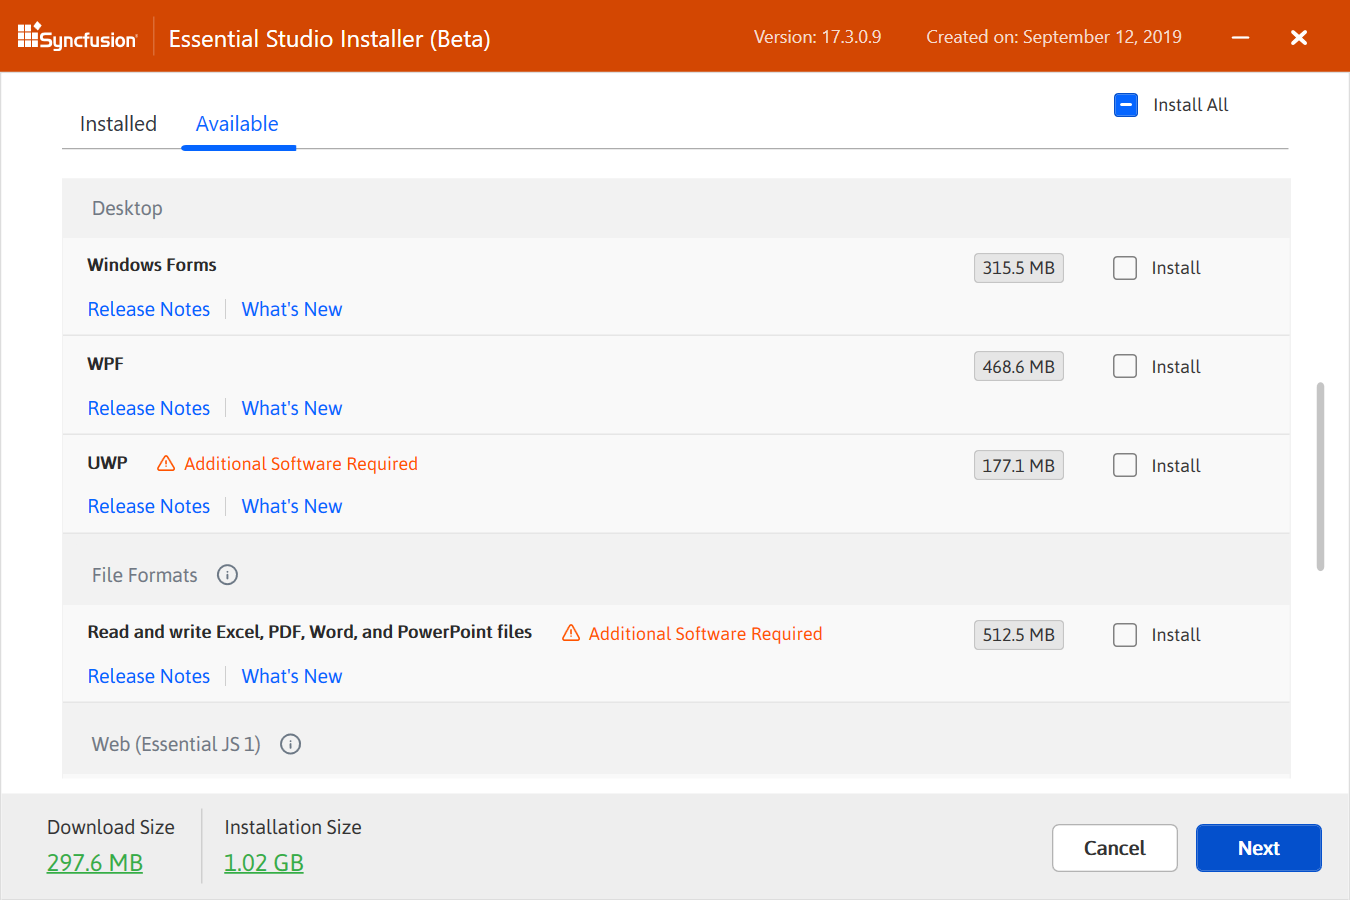 Syncfusion Essential Studio Installer (Beta) Version: 17.3.0.9 Created on: September 12, 2019
Installed Available Install All
Desktop
Windows Forms 315.5 MB Install
Release Notes What's New
WPF 468.6 MB Install
Release Notes What's New
UWP Additional Software Required 177.1 MB Install
Release Notes What's New
File Formats
Read and write Excel, PDF, Word, and PowerPoint files Additional Software Required 512.5 MB Install
Release Notes What's New
Web (Essential JS 1)
Download Size Installation Size
297.6 MB 1.02 GB
Cancel Next